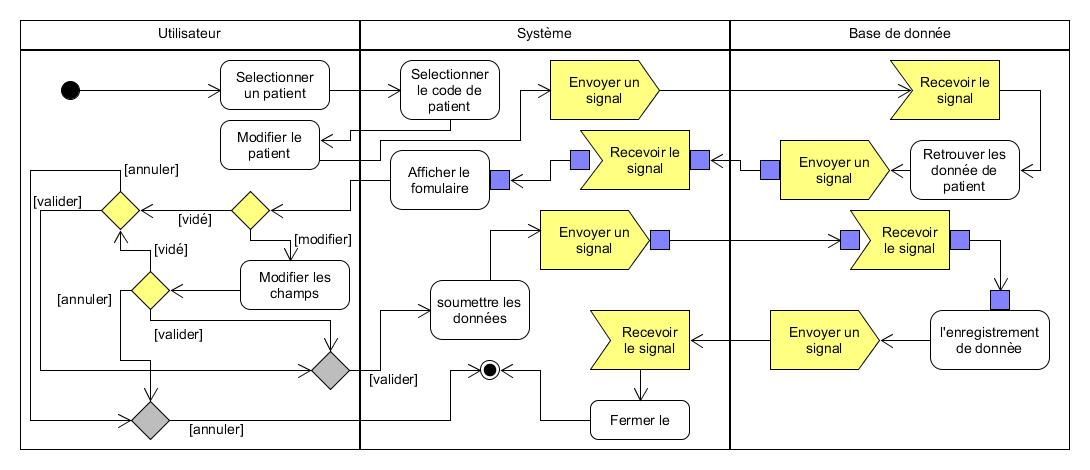 Utilisateur
Système
Base de donnée
Selectionner
un patient
Selectionner
le code de
patient
Envoyer un
signal
Recevoir le
signal
Modifier le
patient
Afficher le
fomulaire
Recevoir le
signal
Envoyer un
signal
Retrouver les
donnée de
patient
[annuler]
[valider]
[vidé]
[modifier]
[vidé]
Modifier les
champs
[annuler]
[valider]
Envoyer un
signal
Recevoir
le signal
soumettre les
données
Recevoir
le signal
Envoyer un
signal
l'enregistrement
de donnèe
[valider]
Fermer le
[annuler]